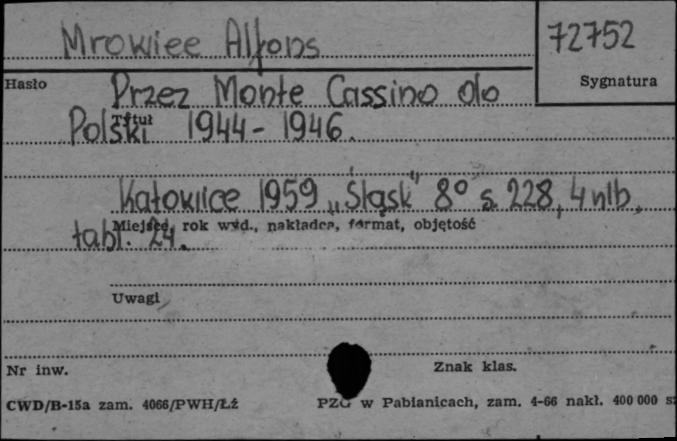 Mrowiec Alfons
72752
Hasło
Sygnatura
Przez Monte Cassino do
Tytuł
Polski 1944-1946.
Katowice 1959 „Śląsk" 8° s. 228, 4 nlb,
Miejsce, rok wyd., nakładca, format, objętość
tabl. 24.
Uwagi
Nr inw.
Znak klas.
CWD/B-15a zam. 4066/PWH/Łź
PZG w Pabianicach, zam. 4-66 nakł. 400 000 s